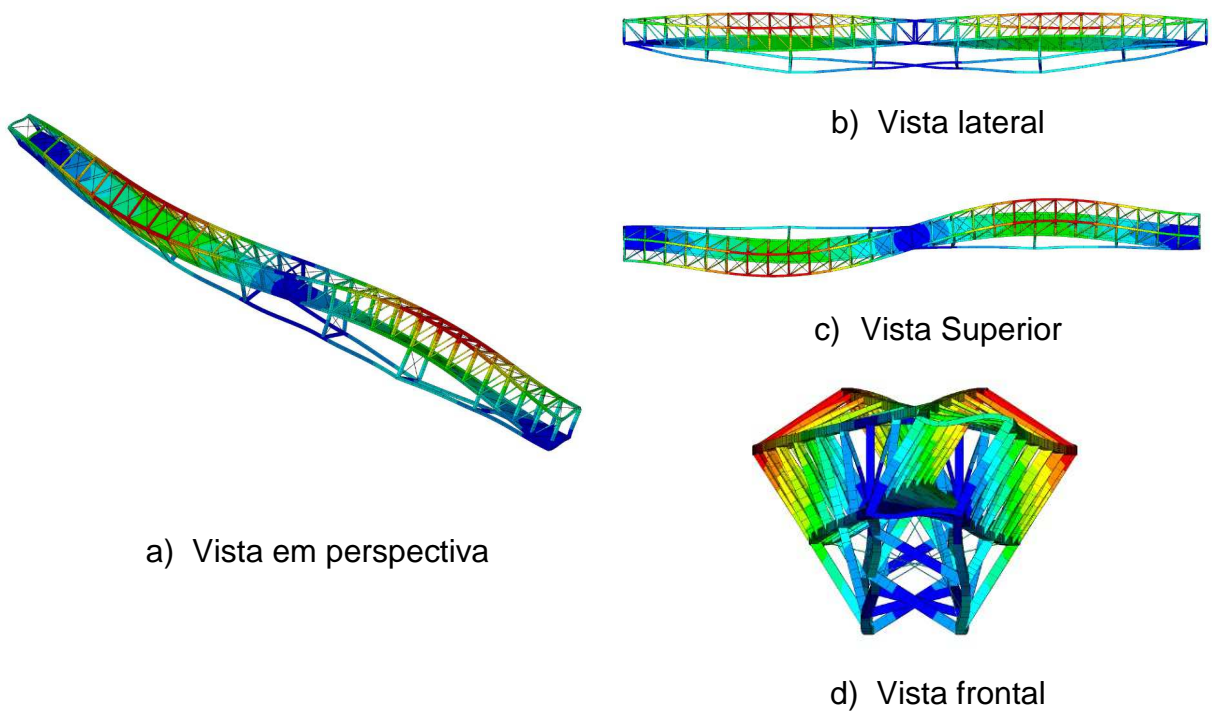 b) Vista lateral
c) Vista Superior
a) Vista em perspectiva
d) Vista frontal